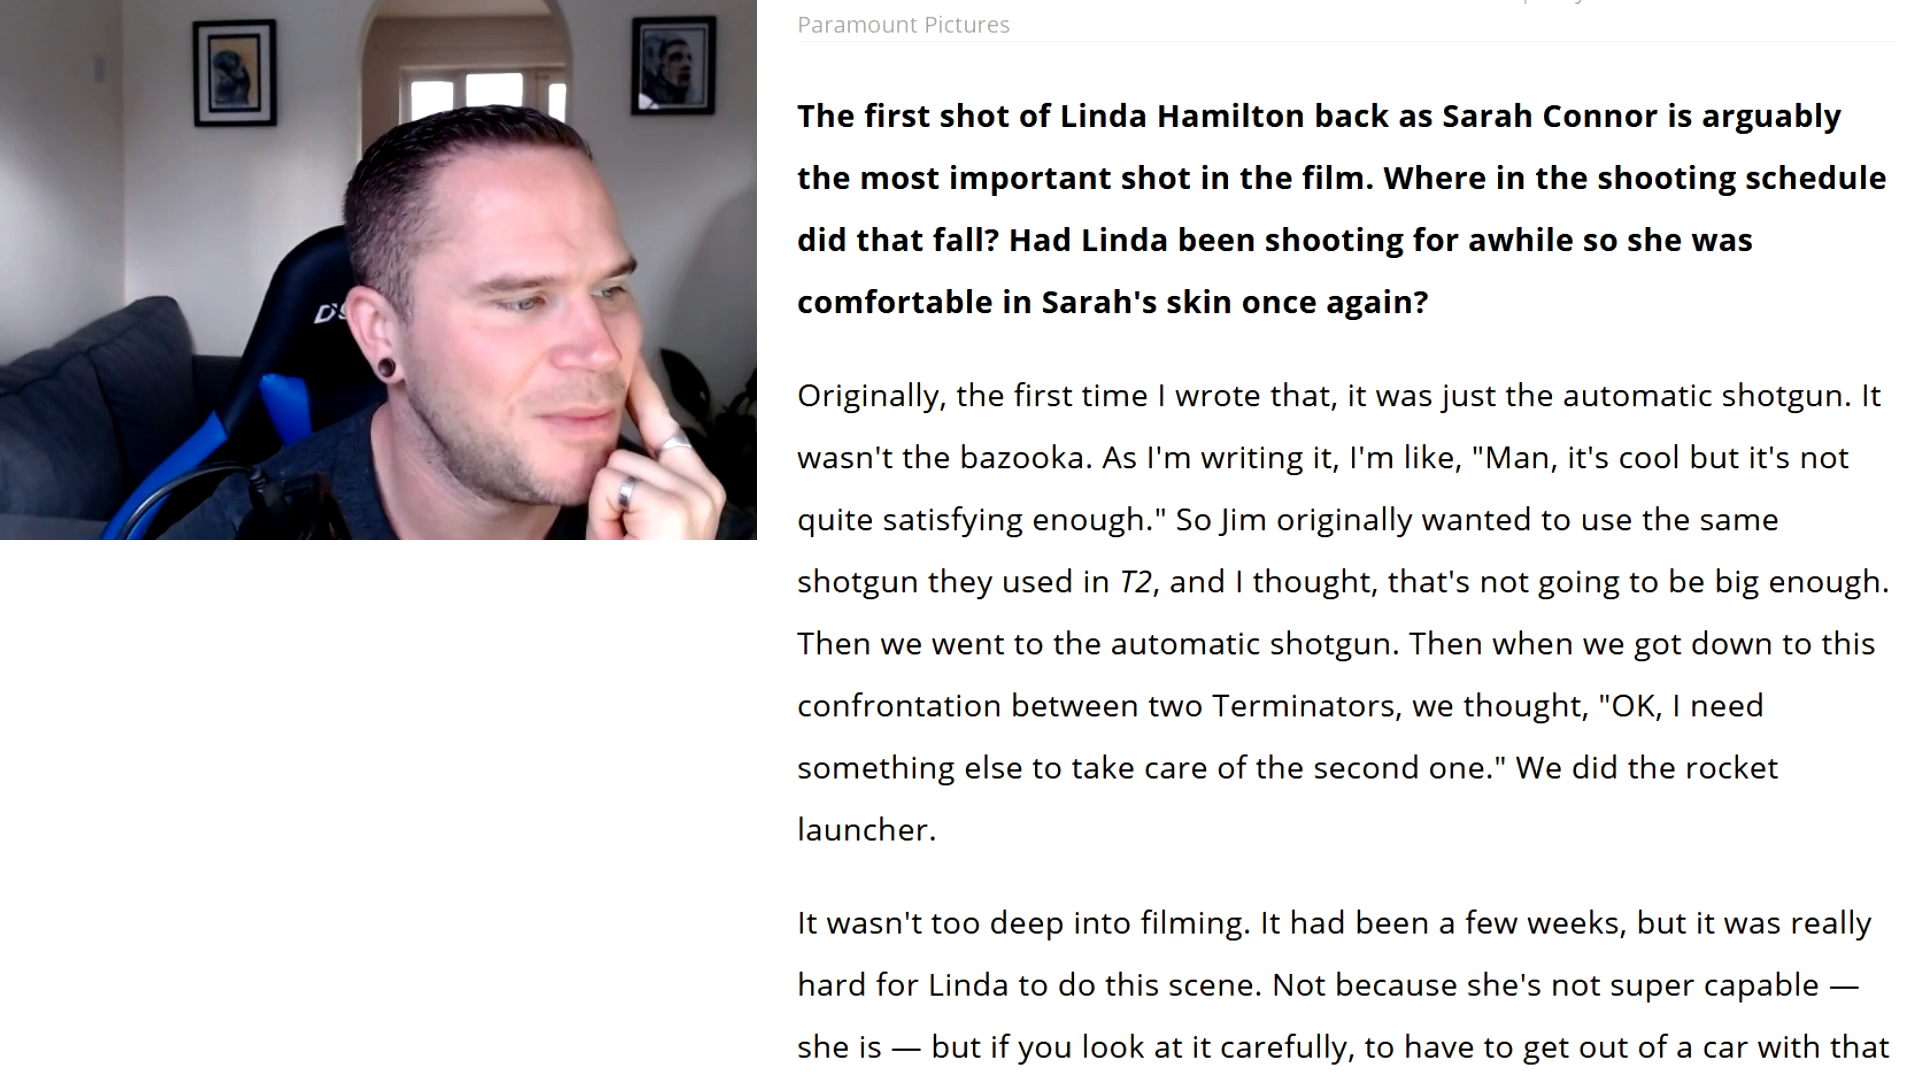 Paramount Pictures
The first shot of Linda Hamilton back as Sarah Connor is arguably
the most important shot in the film. Where in the shooting schedule
did that fall? Had Linda been shooting for awhile so she was
comfortable in Sarah's skin once again?
Originally, the first time I wrote that, it was just the automatic shotgun. It
wasn't the bazooka. As I'm writing it, I'm like, "Man, it's cool but it's not
quite satisfying enough." So Jim originally wanted to use the same
shotgun they used in T2, and I thought, that's not going to be big enough.
Then we went to the automatic shotgun. Then when we got down to this
confrontation between two Terminators, we thought, "OK, I need
something else to take care of the second one." We did the rocket
launcher.
It wasn't too deep into filming. It had been a few weeks, but it was really
hard for Linda to do this scene. Not because she's not super capable —
she is — but if you look at it carefully, to have to get out of a car with that